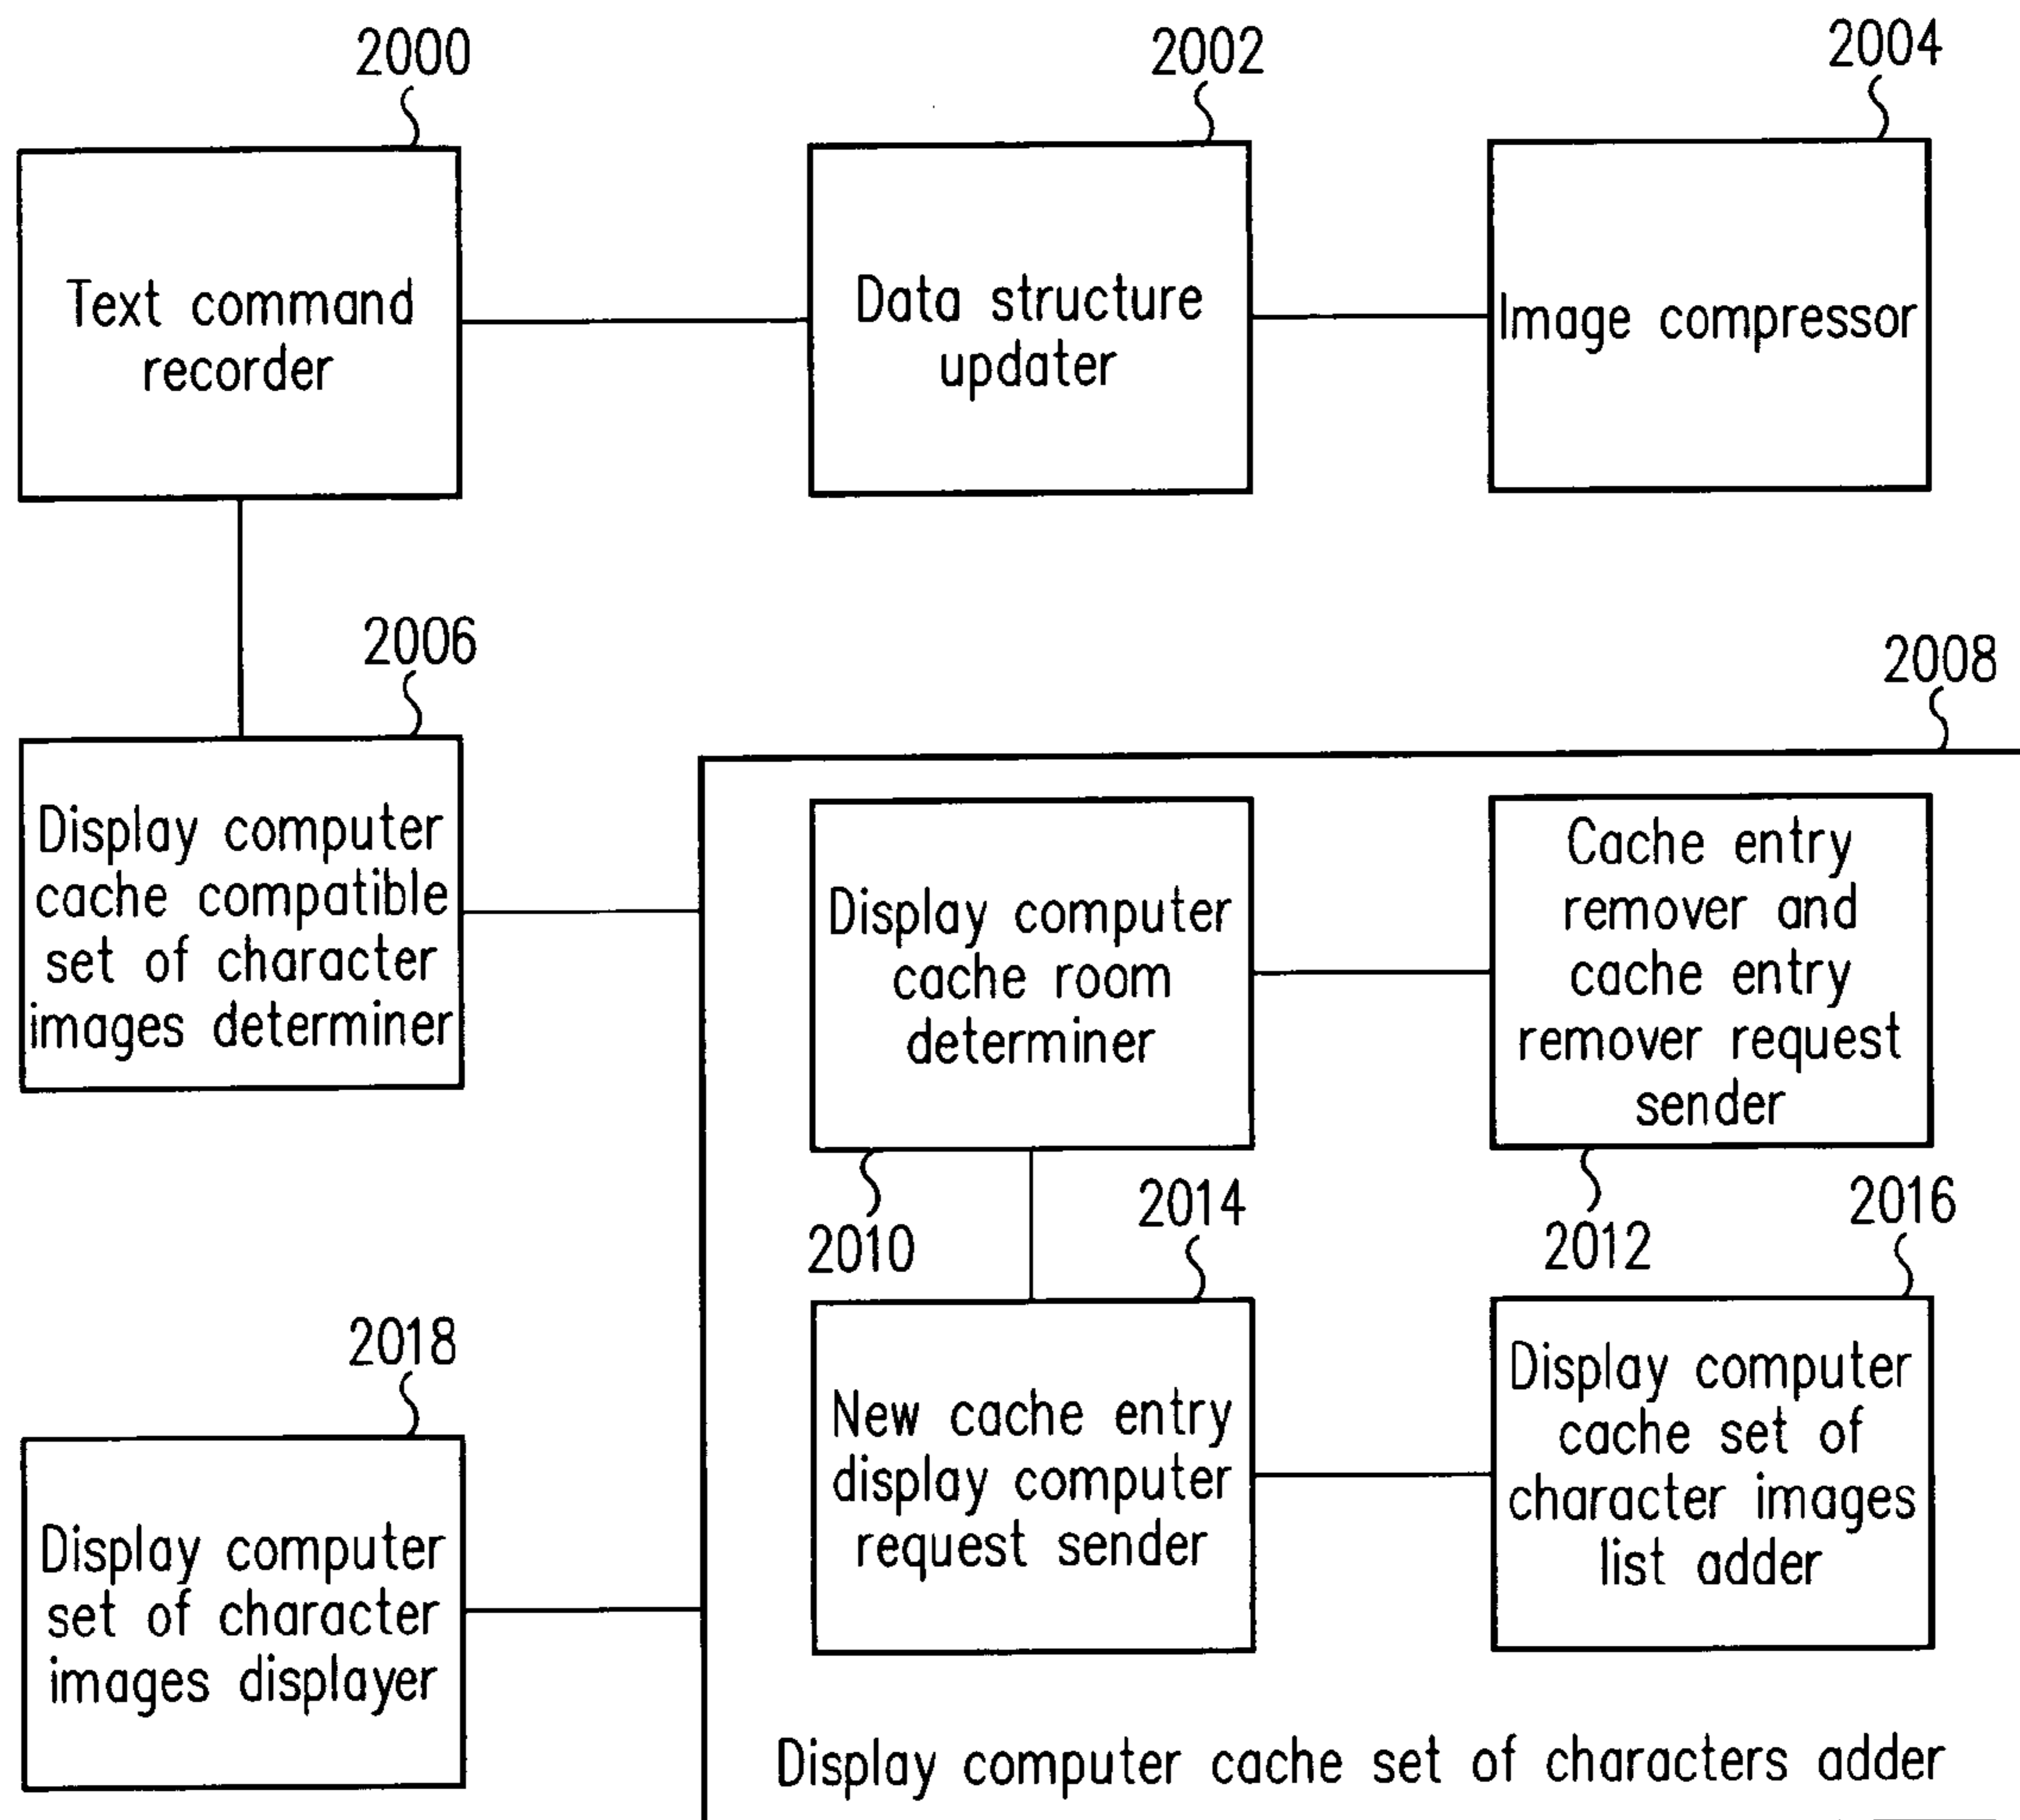 2000
2002
2004
Text command
recorder
Data structure
updater
Image compressor
2006
2008
Display computer
cache compatible
set of character
images determiner
Display computer
cache room
determiner
Cache entry
remover and
cache entry
remover request
sender
2010
2012
2014
2016
New cache entry
display computer
request sender
Display computer
cache set of
character images
list adder
2018
Display computer
set of character
images displayer
Display computer cache set of characters adder